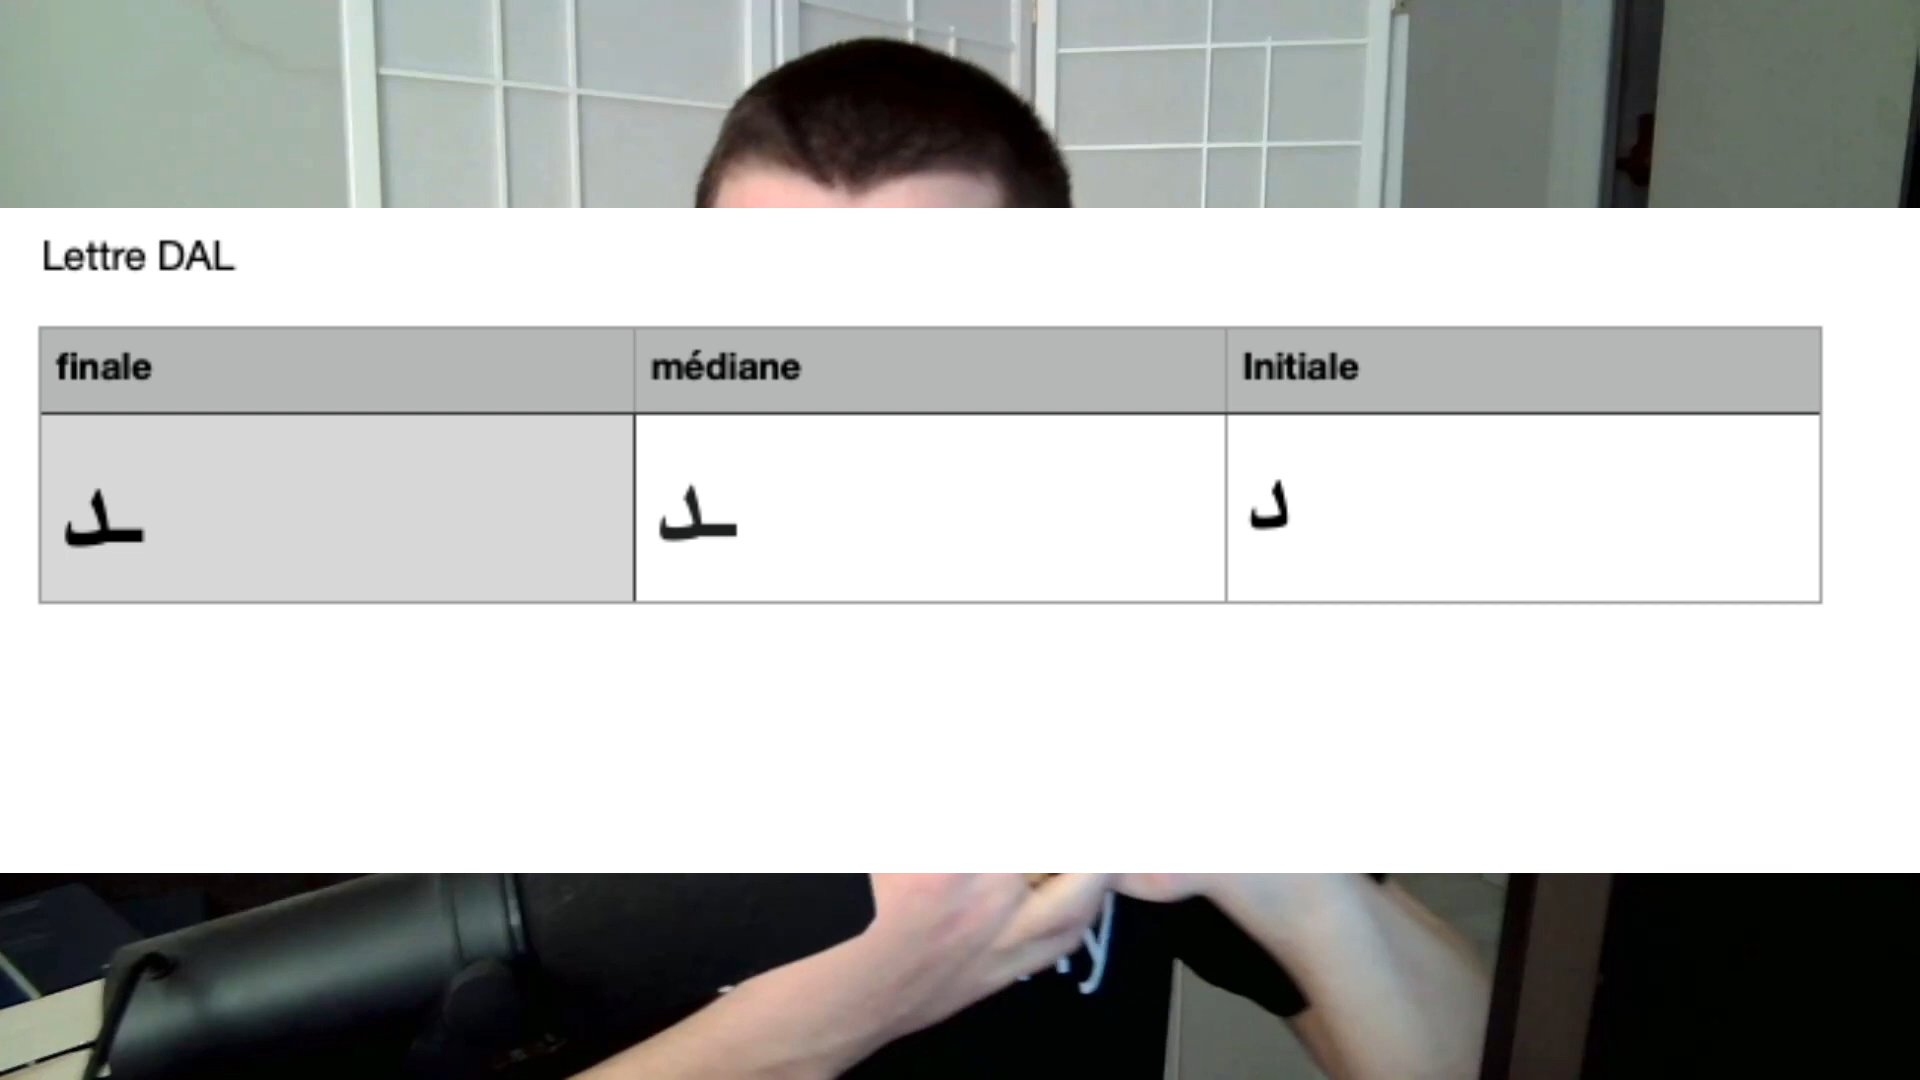 Lettre DAL
finale médiane Initiale
ـد ـد د